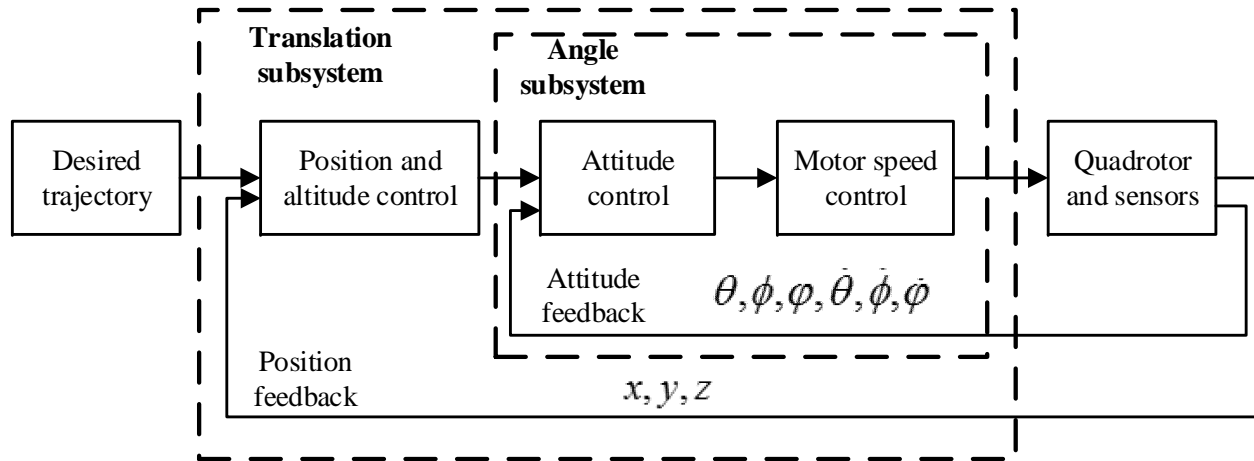 Translation
subsystem
Angle
subsystem
Desired
trajectory
Position and
altitude control
Attitude
control
Motor speed
control
Quadrotor
and sensors
Attitude
feedback
θ,ϕ,φ,θ̇,ϕ̇,φ̇
Position
feedback
x, y, z